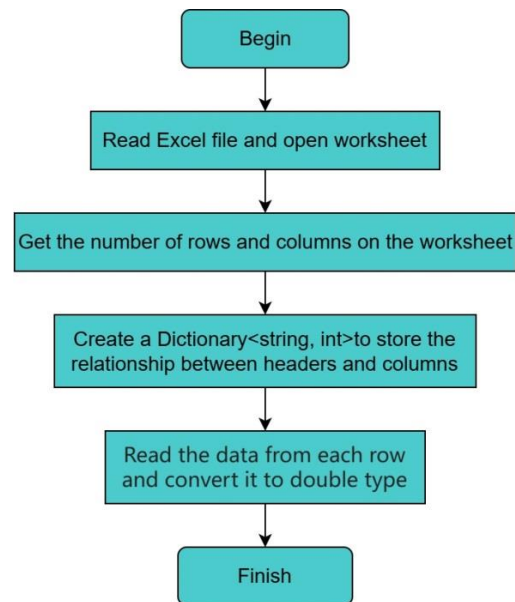 Begin
Read Excel file and open worksheet
Get the number of rows and columns on the worksheet
Create a Dictionary<string, int>to store the
relationship between headers and columns
Read the data from each row
and convert it to double type
Finish